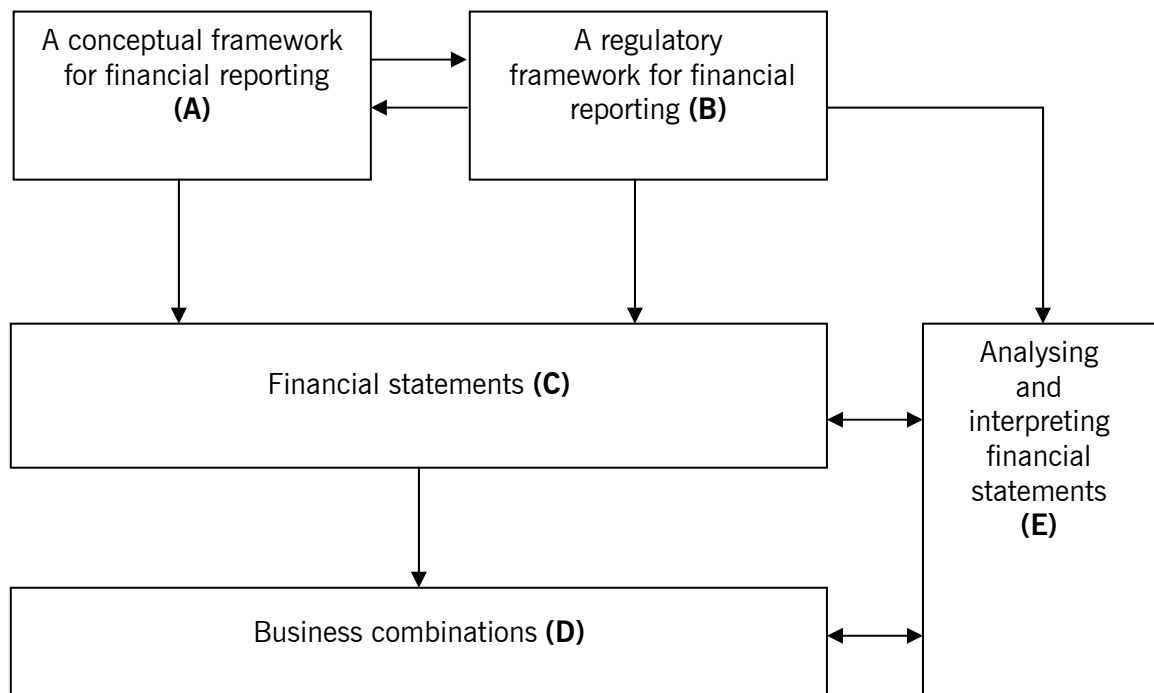 A conceptual framework
for financial reporting
(A)
A regulatory
framework for financial
reporting (B)
Financial statements (C)
Analysing
and
interpreting
financial
statements
(E)
Business combinations (D)